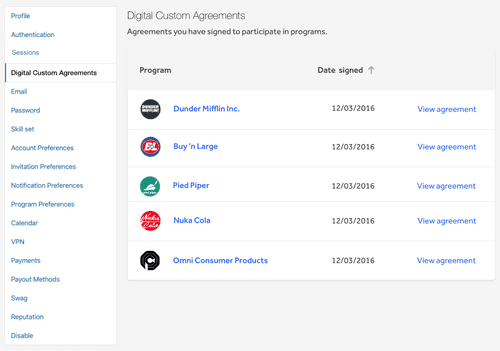 Profile
Authentication
Sessions
Digital Custom Agreements
Email
Password
Skill set
Account Preferences
Invitation Preferences
Notification Preferences
Program Preferences
Calendar
VPN
Payments
Payout Methods
Swag
Reputation
Disable
Digital Custom Agreements
Agreements you have signed to participate in programs.
Program Date signed ↑
DUNDER MIFFLIN Dunder Mifflin Inc. 12/03/2016 View agreement
Buy 'n Large 12/03/2016 View agreement
Pied Piper 12/03/2016 View agreement
Nuka Cola Nuka Cola 12/03/2016 View agreement
Omni Consumer Products 12/03/2016 View agreement